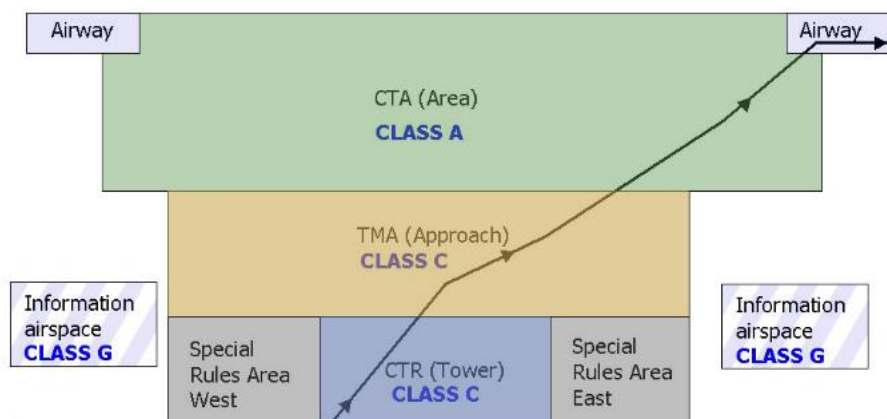 Airway
Airway
CTA (Area)
CLASS A
TMA (Approach)
CLASS C
Information
airspace
CLASS G
Information
airspace
CLASS G
Special
Rules Area
West
CTR (Tower)
CLASS C
Special
Rules Area
East